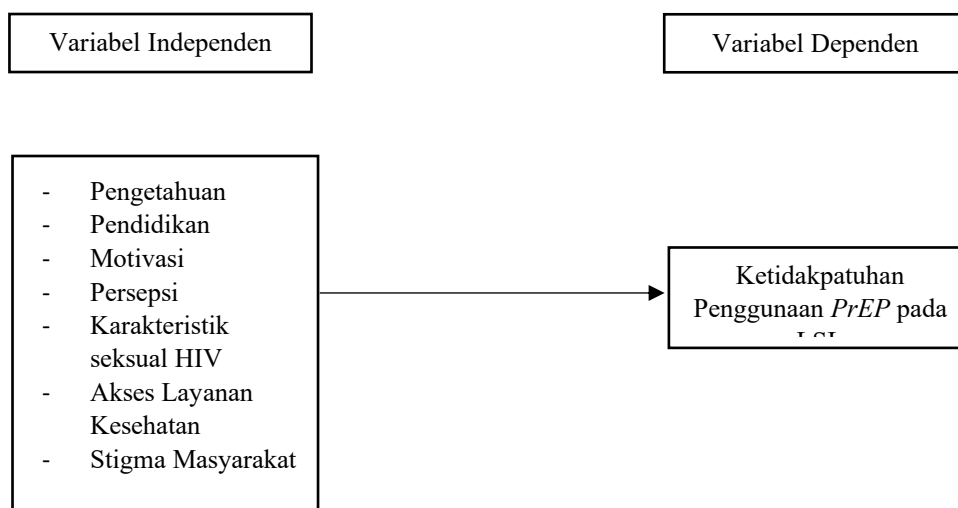 Variabel Independen
Variabel Dependen
- Pengetahuan
- Pendidikan
- Motivasi
- Persepsi
- Karakteristik
seksual HIV
- Akses Layanan
Kesehatan
- Stigma Masyarakat
Ketidakpatuhan
Penggunaan PrEP pada